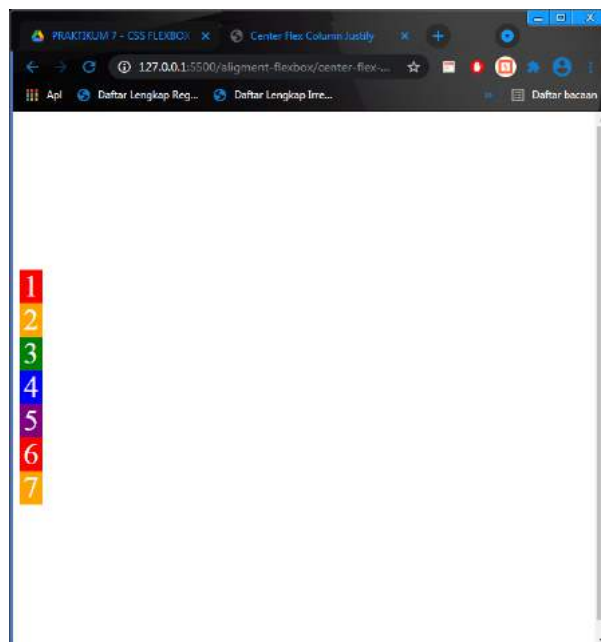 PRAKTIKUM 7 - CSS FLEXBOX Center Flex Column Justify
127.0.0.1:5500/aligment-flexbox/center-flex-...
Apl Daftar Lengkap Reg... Daftar Lengkap Irre... » Daftar bacaan
1
2
3
4
5
6
7